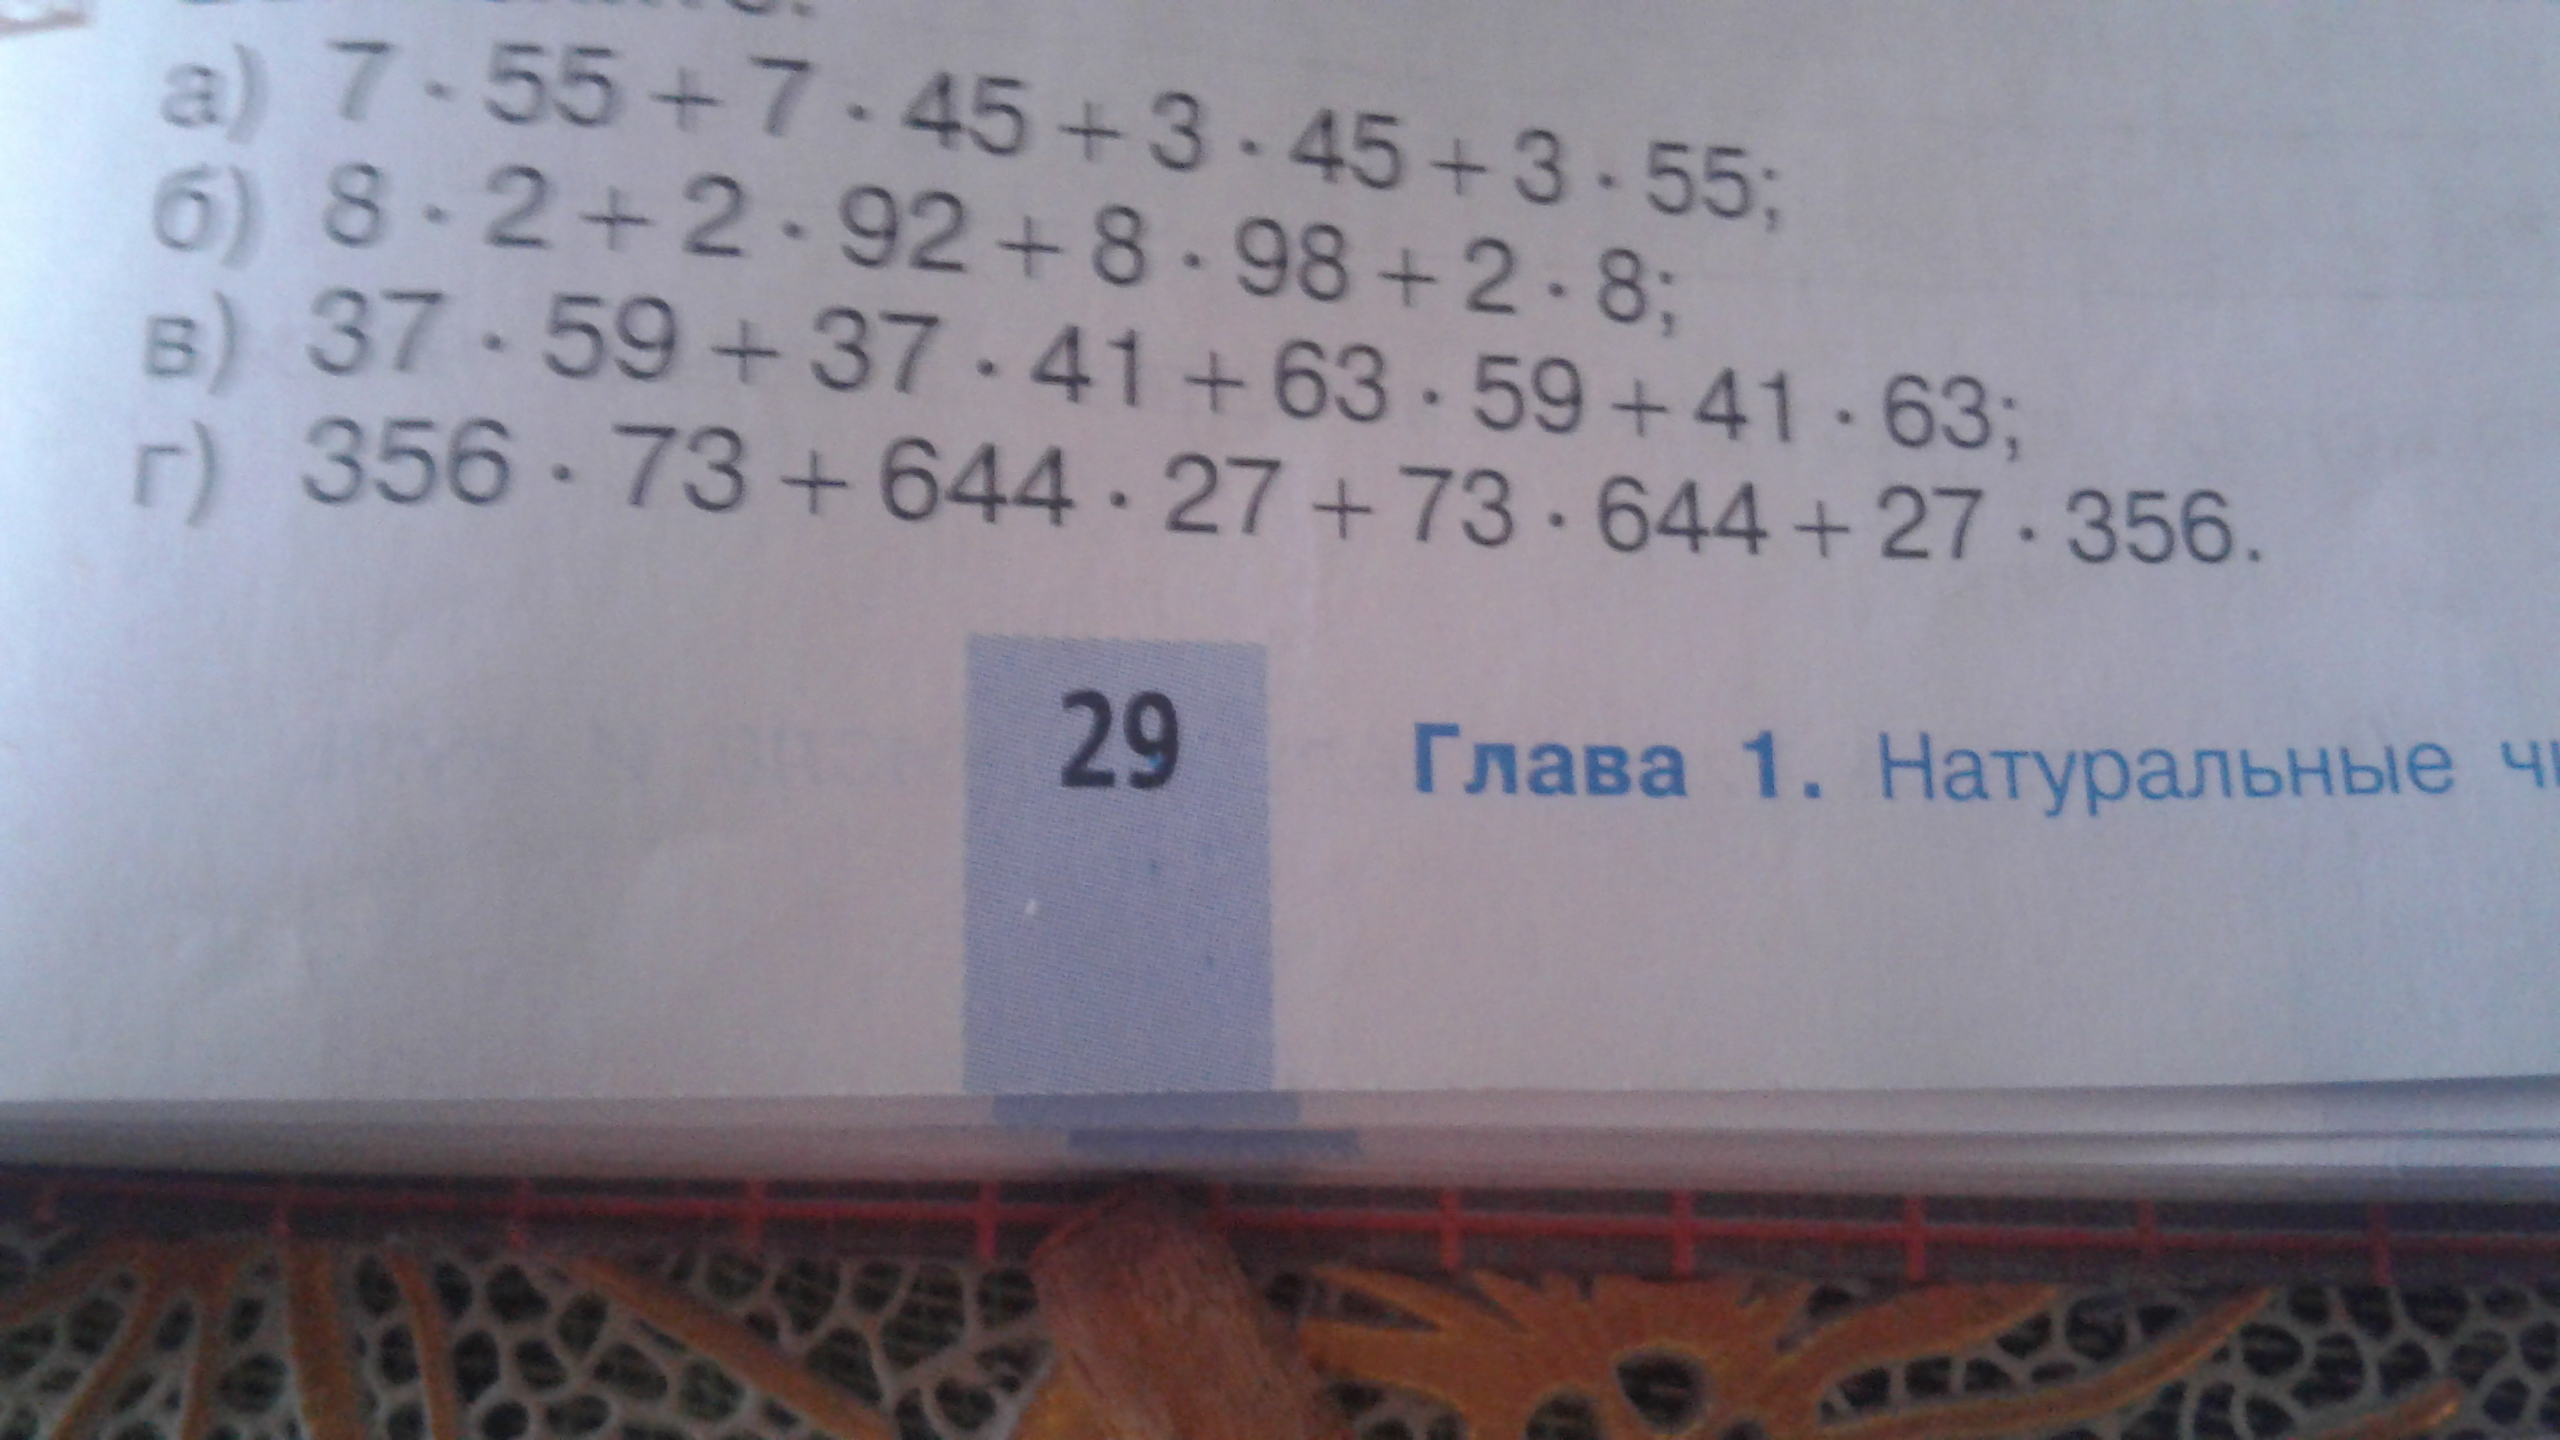 а) 7 · 55 + 7 · 45 + 3 · 45 + 3 · 55;
б) 8 · 2 + 2 · 92 + 8 · 98 + 2 · 8;
в) 37 · 59 + 37 · 41 + 63 · 59 + 41 · 63;
г) 356 · 73 + 644 · 27 + 73 · 644 + 27 · 356.
29 Глава 1. Натуральные